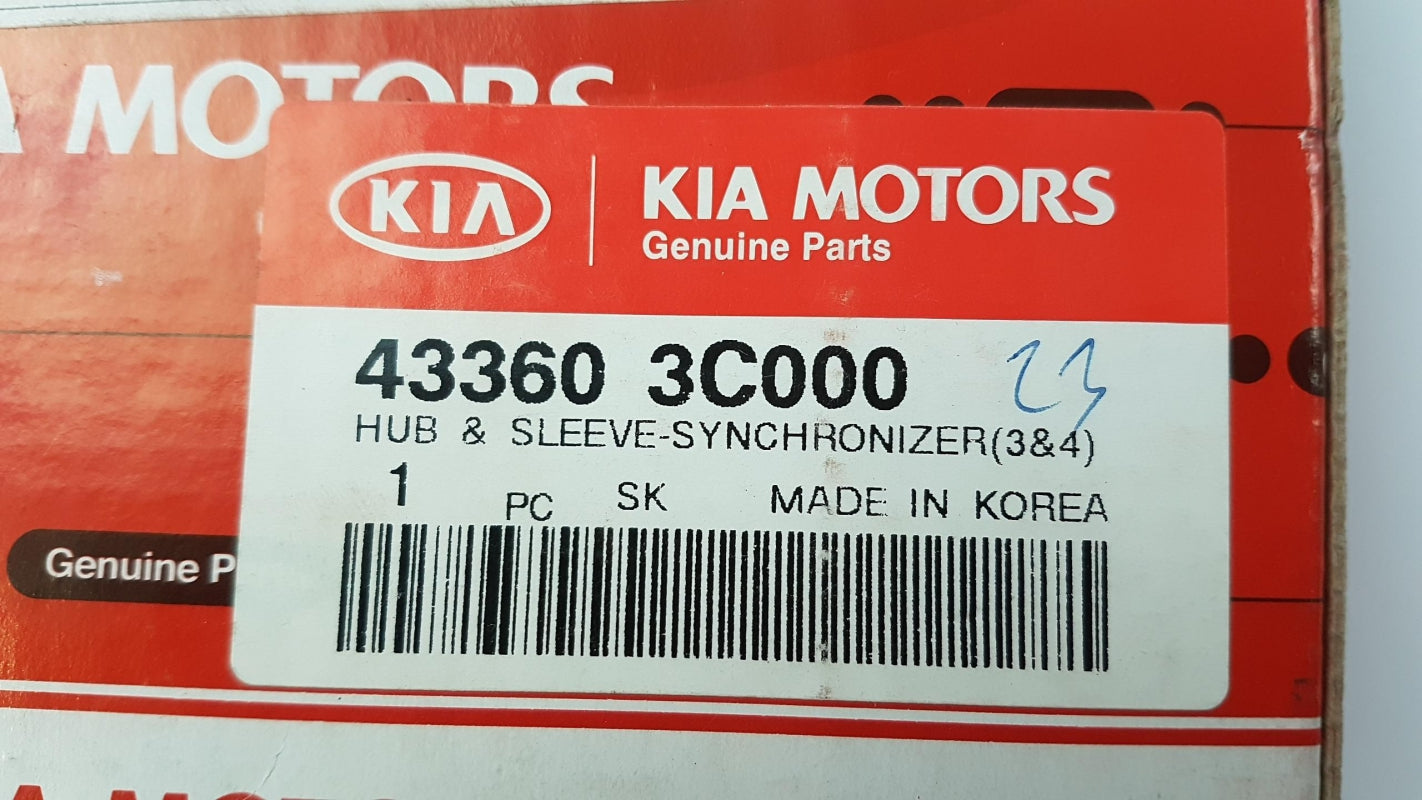 A MOTORS
KIA
KIA MOTORS
Genuine Parts
43360 3C000
23
HUB & SLEEVE-SYNCHRONIZER(3&4)
1 PC SK MADE IN KOREA
Genuine P